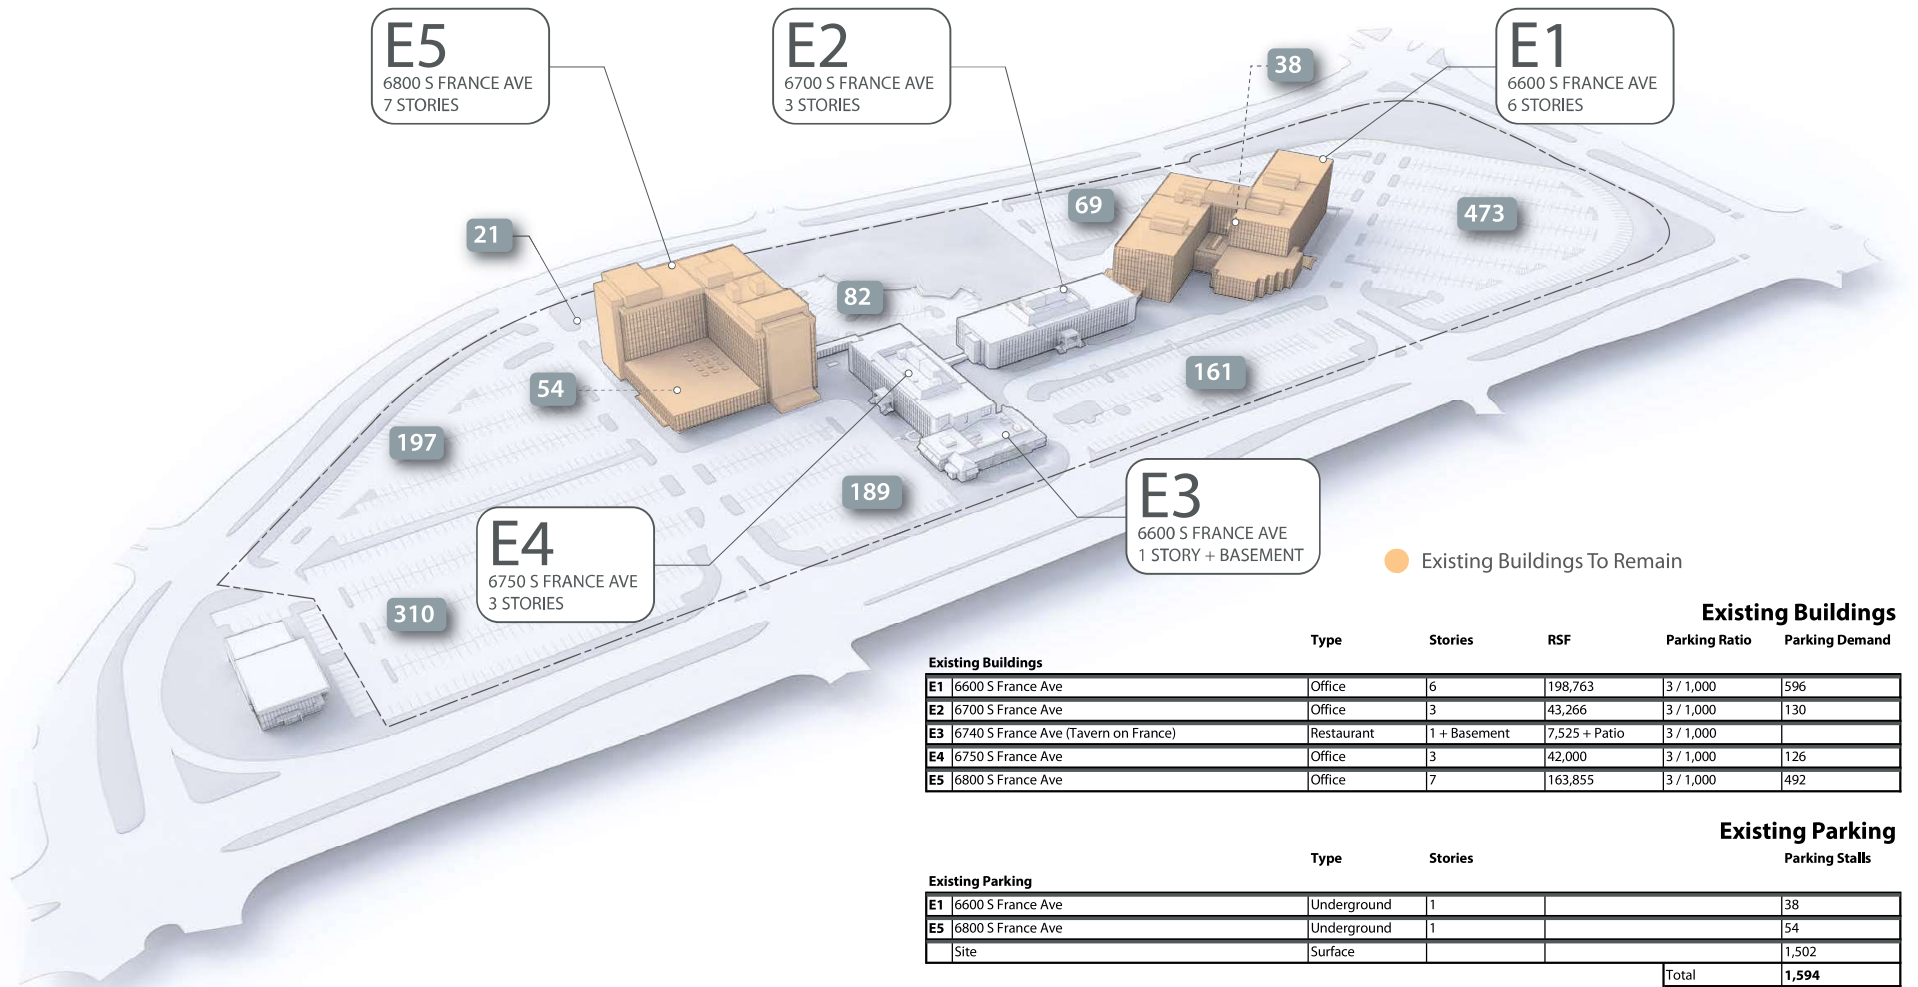 E5
6800 S FRANCE AVE
7 STORIES
E2
6700 S FRANCE AVE
3 STORIES
E1
6600 S FRANCE AVE
6 STORIES
38
69
473
21
82
54
161
197
189
E3
6600 S FRANCE AVE
1 STORY + BASEMENT
E4
6750 S FRANCE AVE
3 STORIES
310
Existing Buildings To Remain
Existing Buildings
Type Stories RSF Parking Ratio Parking Demand
Existing Buildings
E1 6600 S France Ave Office 6 198,763 3 / 1,000 596
E2 6700 S France Ave Office 3 43,266 3 / 1,000 130
E3 6740 S France Ave (Tavern on France) Restaurant 1 + Basement 7,525 + Patio 3 / 1,000
E4 6750 S France Ave Office 3 42,000 3 / 1,000 126
E5 6800 S France Ave Office 7 163,855 3 / 1,000 492
Existing Parking
Type Stories Parking Stalls
Existing Parking
E1 6600 S France Ave Underground 1 38
E5 6800 S France Ave Underground 1 54
Site Surface 1,502
Total 1,594